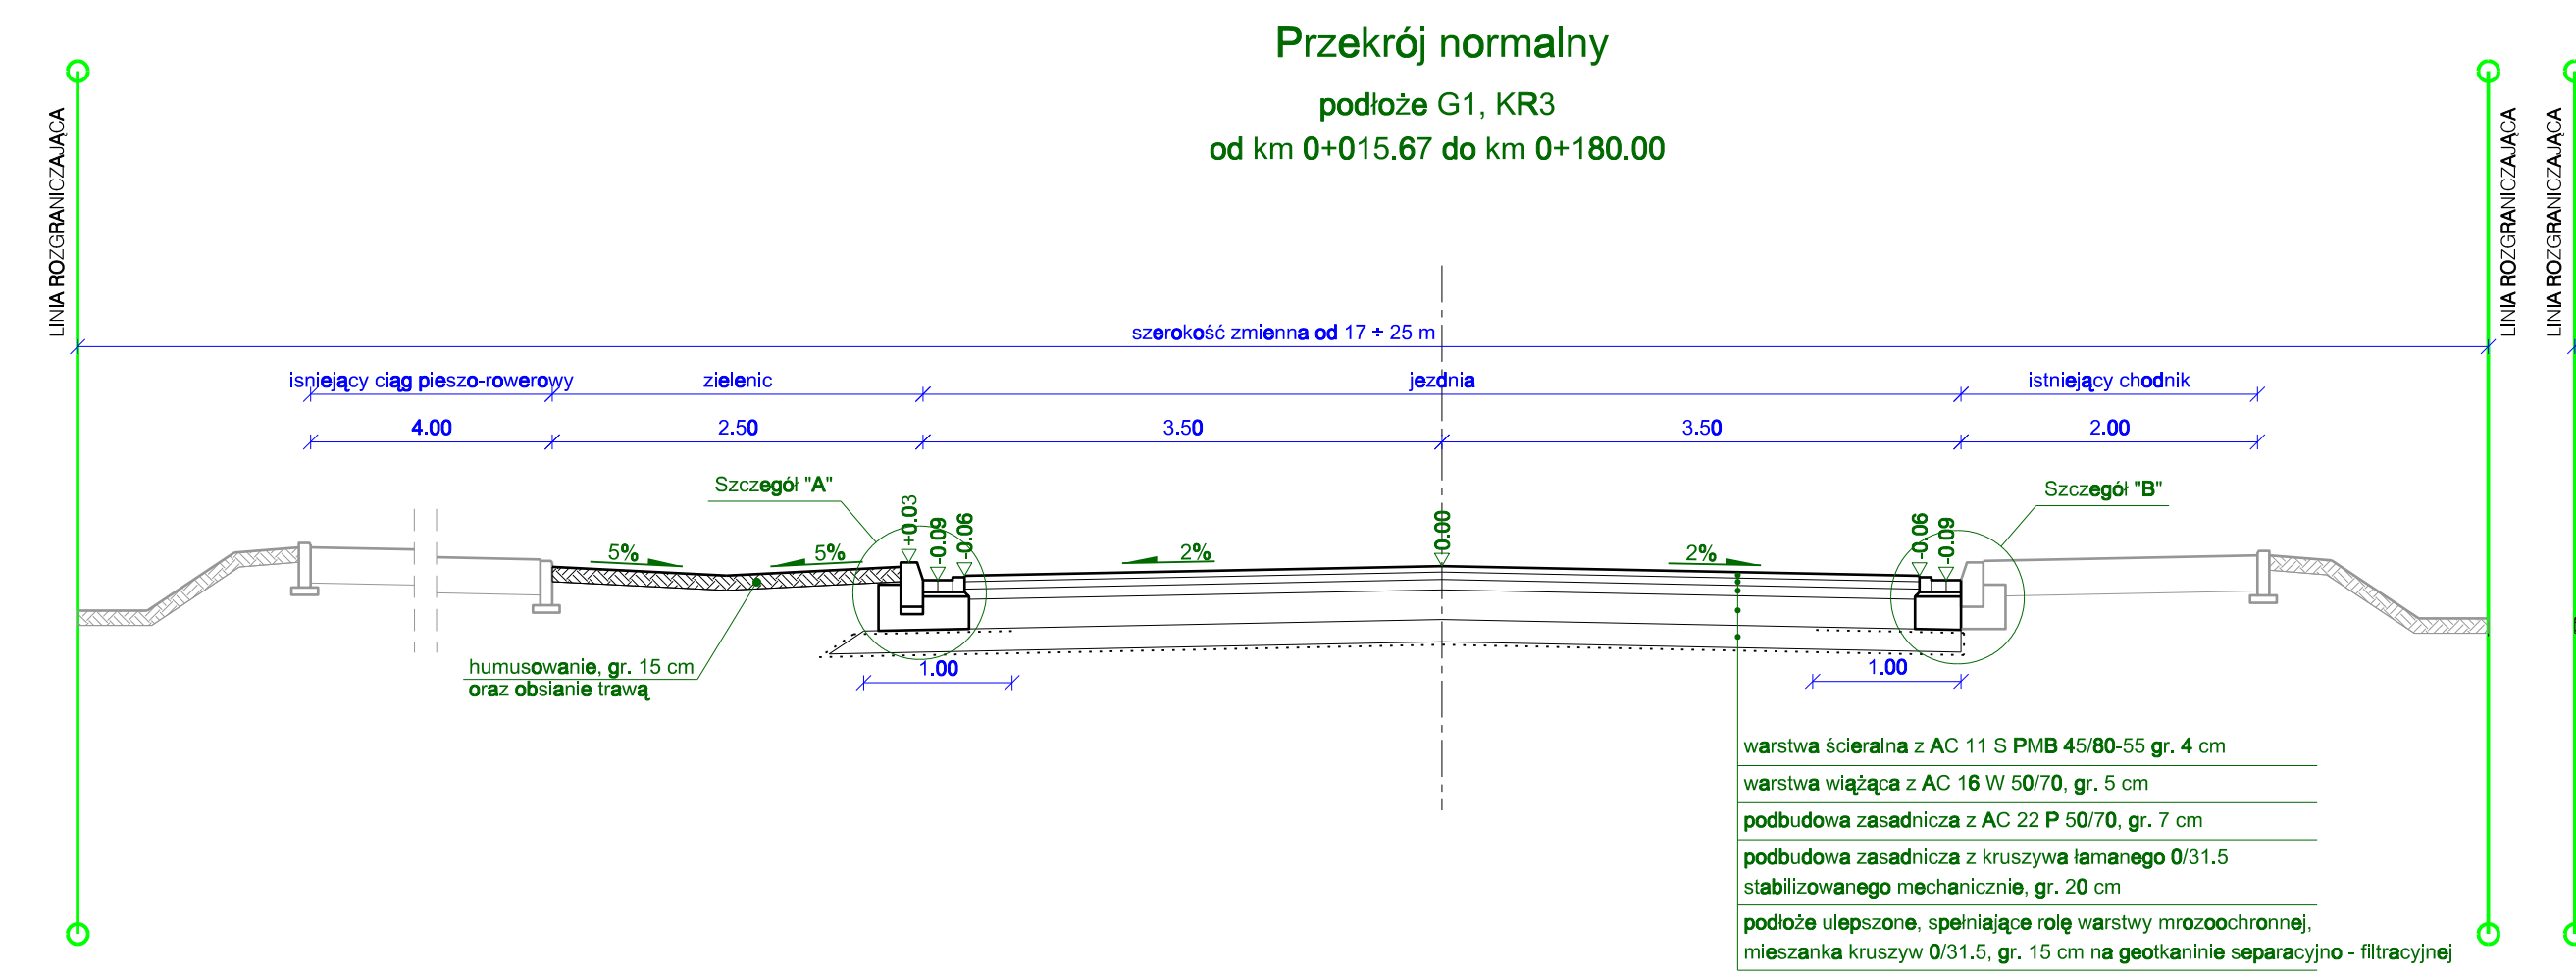 Przekrój normalny
podłoże G1, KR3
od km 0+015.67 do km 0+180.00
LINIA ROZGRANICZAJĄCA
LINIA ROZGRANICZAJĄCA
LINIA ROZGRANICZAJĄCA
szerokość zmienna od 17 ÷ 25 m
isniejący ciąg pieszo-rowerowy
zielenic
jezdnia
istniejący chodnik
4.00
2.50
3.50
3.50
2.00
Szczegół "A"
Szczegół "B"
+0.03
-0.09
-0.06
0.00
-0.06
-0.09
5%
5%
2%
2%
humusowanie, gr. 15 cm
oraz obsianie trawą
1.00
1.00
warstwa ścieralna z AC 11 S PMB 45/80-55 gr. 4 cm
warstwa wiążąca z AC 16 W 50/70, gr. 5 cm
podbudowa zasadnicza z AC 22 P 50/70, gr. 7 cm
podbudowa zasadnicza z kruszywa łamanego 0/31.5
stabilizowanego mechanicznie, gr. 20 cm
podłoże ulepszone, spełniające rolę warstwy mrozoochronnej,
mieszanka kruszyw 0/31.5, gr. 15 cm na geotkaninie separacyjno - filtracyjnej